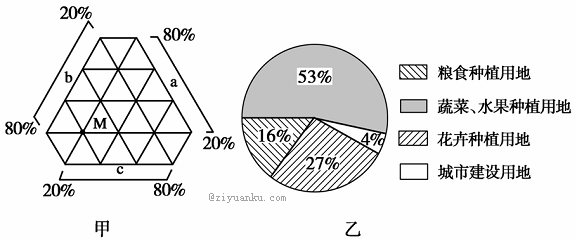 20%
80%
b
a
M
80%
20%
c
20%
80%
甲
53%
16%
27%
4%
乙
粮食种植用地
蔬菜、水果种植用地
花卉种植用地
城市建设用地
@ziyuanku.com